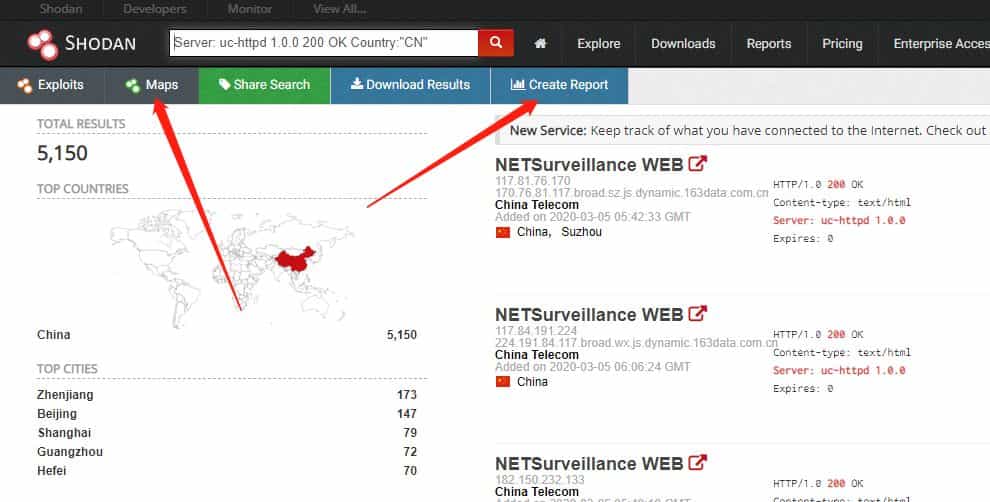 Shodan Developers Monitor View All...
SHODAN
Server: uc-httpd 1.0.0 200 OK Country:"CN"
Explore Downloads Reports Pricing Enterprise Acces
Exploits Maps Share Search Download Results Create Report
TOTAL RESULTS
5,150
TOP COUNTRIES
China 5,150
TOP CITIES
Zhenjiang 173
Beijing 147
Shanghai 79
Guangzhou 72
Hefei 70
New Service: Keep track of what you have connected to the Internet. Check out
NETSurveillance WEB
117.81.76.170
170.76.81.117.broad.sz.js.dynamic.163data.com.cn
China Telecom
Added on 2020-03-05 05:42:33 GMT
China, Suzhou
HTTP/1.0 200 OK
Content-type: text/html
Server: uc-httpd 1.0.0
Expires: 0
NETSurveillance WEB
117.84.191.224
224.191.84.117.broad.wx.js.dynamic.163data.com.cn
China Telecom
Added on 2020-03-05 06:06:24 GMT
China
HTTP/1.0 200 OK
Content-type: text/html
Server: uc-httpd 1.0.0
Expires: 0
NETSurveillance WEB
182.150.232.133
China Telecom
HTTP/1.0 200 OK
Content-type: text/html